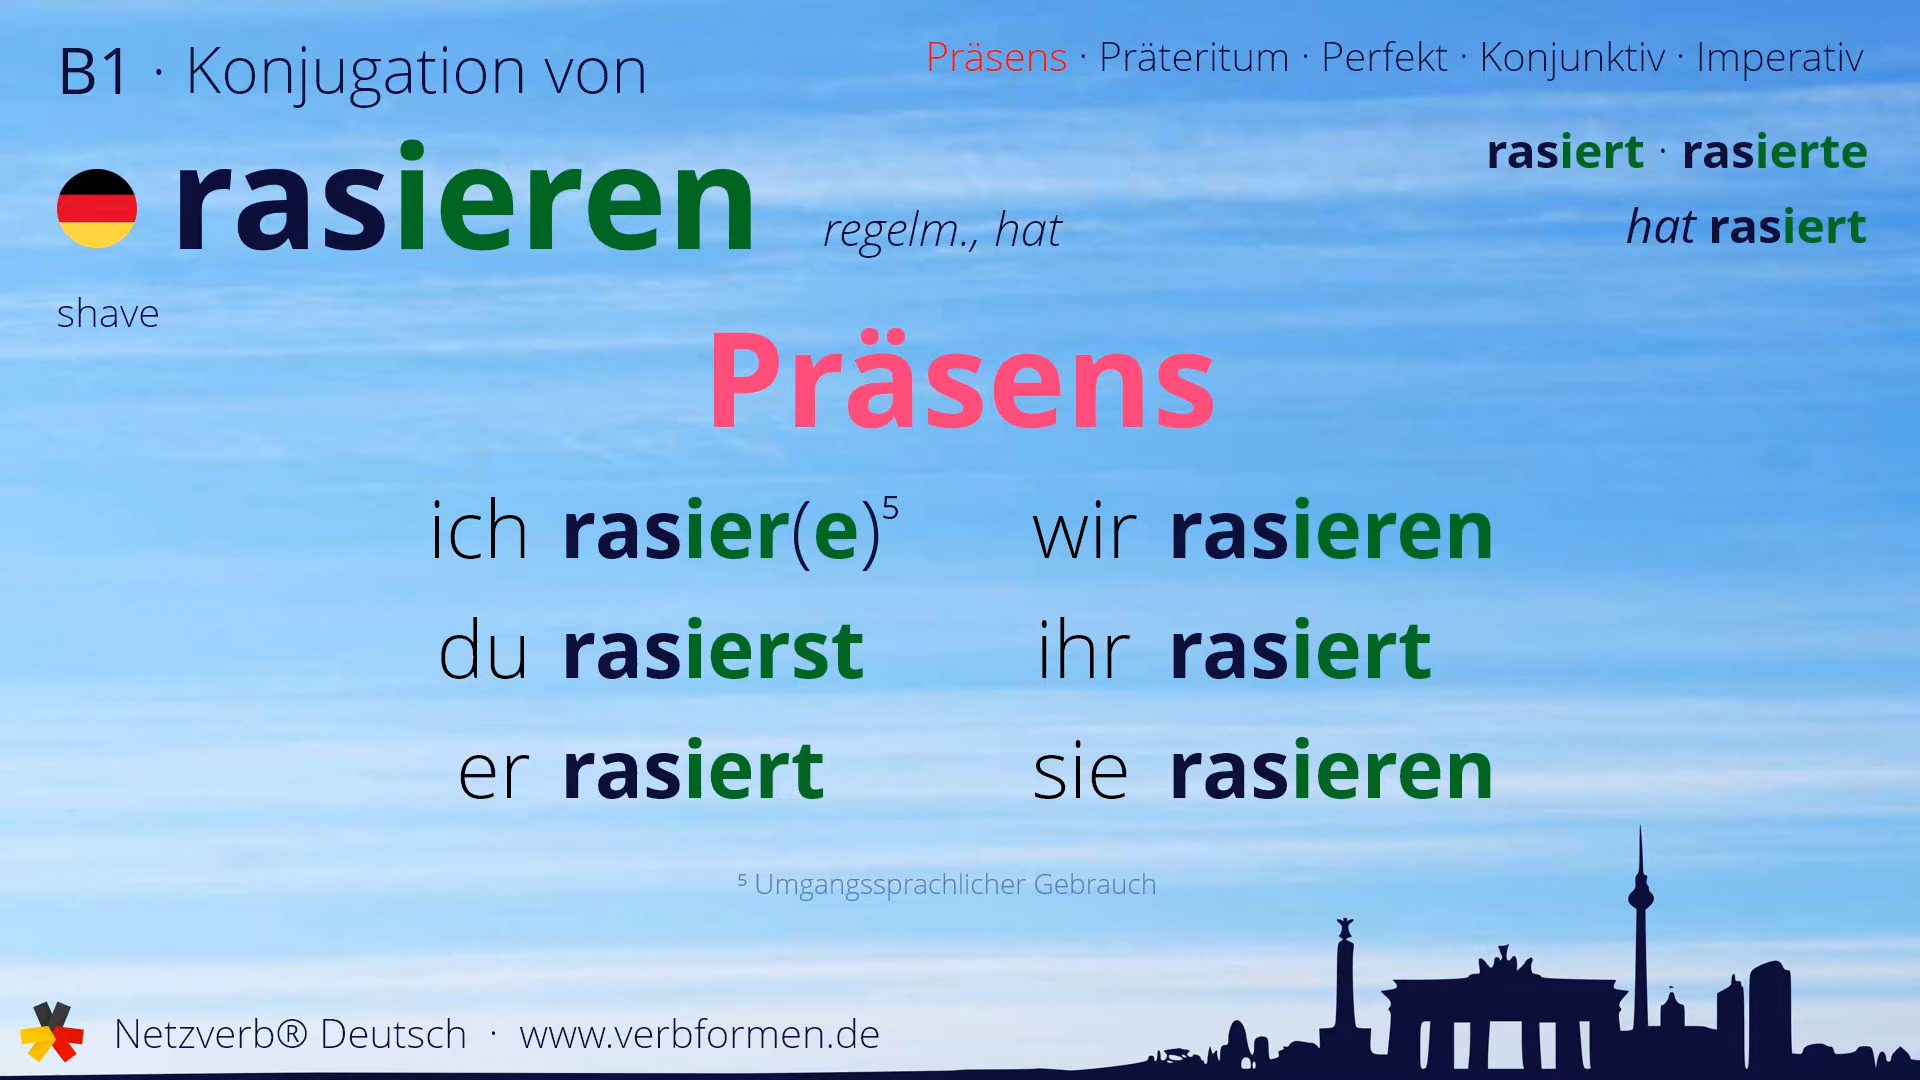 B1 · Konjugation von
Präsens · Präteritum · Perfekt · Konjunktiv · Imperativ
rasieren regelm., hat
rasiert · rasierte
hat rasiert
shave
Präsens
ich rasier(e)⁵
du rasierst
er rasiert
wir rasieren
ihr rasiert
sie rasieren
⁵ Umgangssprachlicher Gebrauch
Netzverb® Deutsch · www.verbformen.de